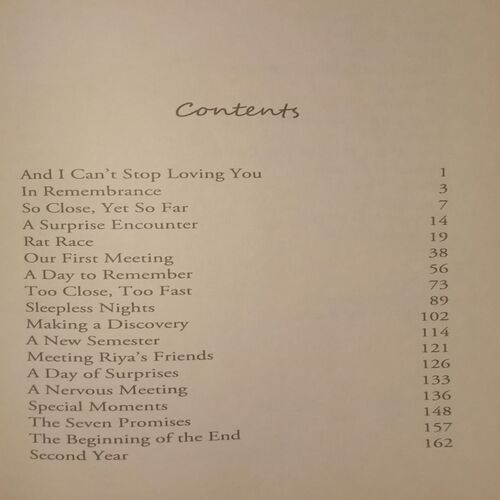 Contents
And I Can't Stop Loving You 1
In Remembrance 3
So Close, Yet So Far 7
A Surprise Encounter 14
Rat Race 19
Our First Meeting 38
A Day to Remember 56
Too Close, Too Fast 73
Sleepless Nights 89
Making a Discovery 102
A New Semester 114
Meeting Riya's Friends 121
A Day of Surprises 126
A Nervous Meeting 133
Special Moments 136
The Seven Promises 148
The Beginning of the End 157
Second Year 162